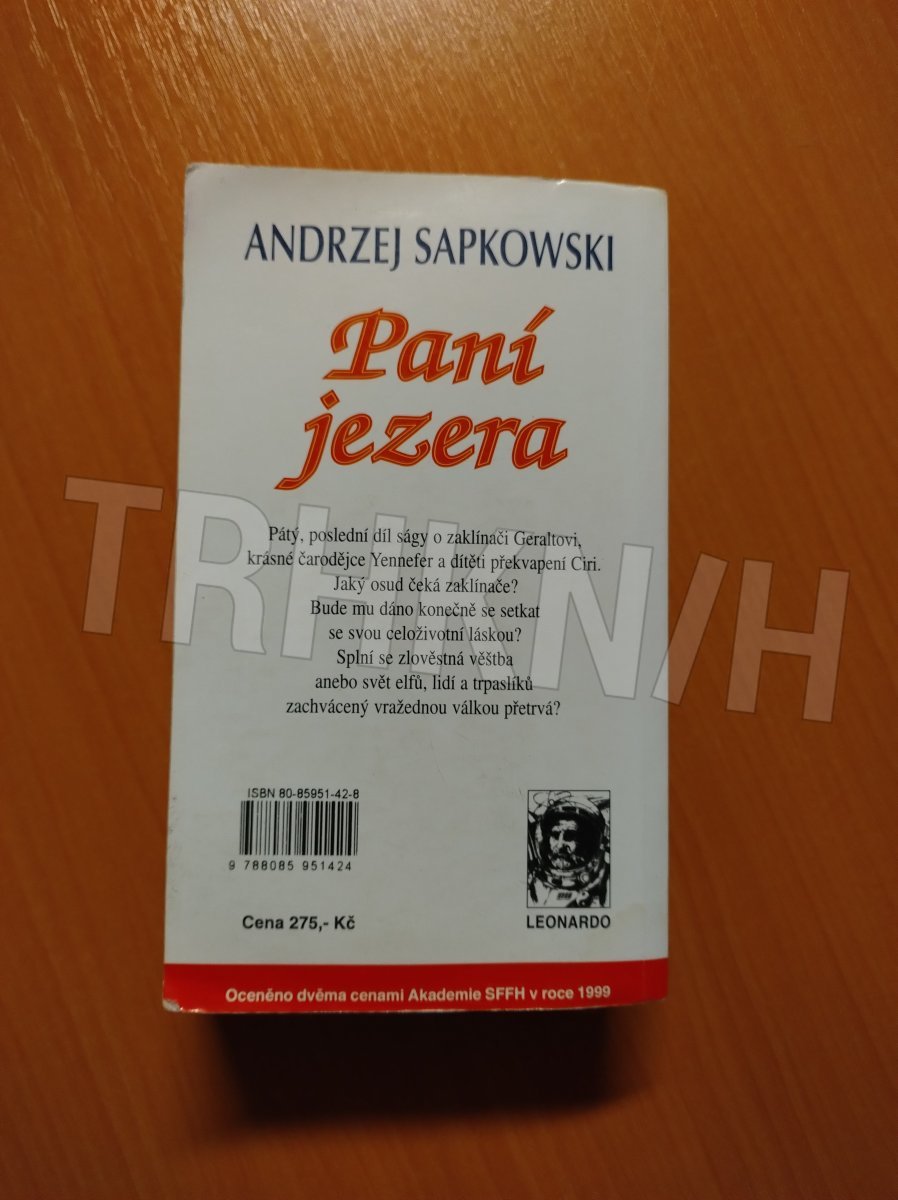 ANDRZEJ SAPKOWSKI
Paní
jezera
Pátý, poslední díl ságy o zaklínači Geraltovi,
krásné čarodějce Yennefer a dítěti překvapení Ciri.
Jaký osud čeká zaklínače?
Bude mu dáno konečně se setkat
se svou celoživotní láskou?
Splní se zlověstná věštba
anebo svět elfů, lidí a trpaslíků
zachvácený vražednou válkou přetrvá?
TRHKN/H
ISBN 80-85951-42-8
9 788085 951424
Cena 275,- Kč
LEONARDO
Oceněno dvěma cenami Akademie SFFH v roce 1999